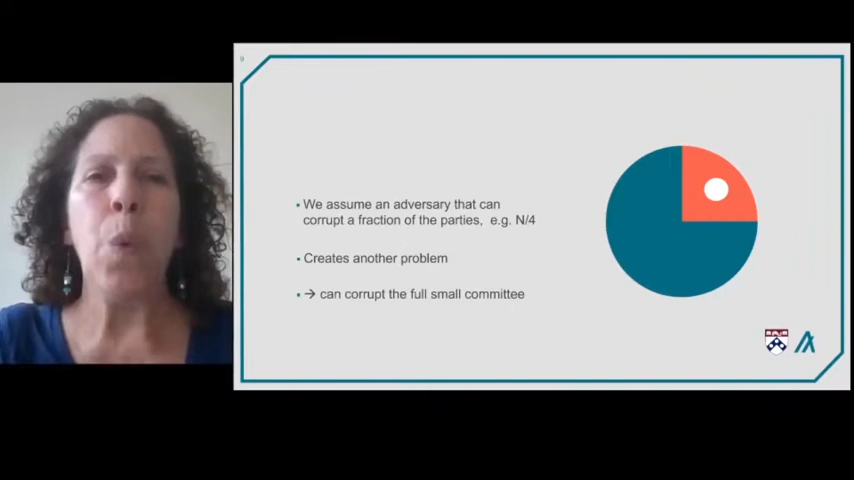 9
▪ We assume an adversary that can
corrupt a fraction of the parties, e.g. N/4
▪ Creates another problem
▪ → can corrupt the full small committee